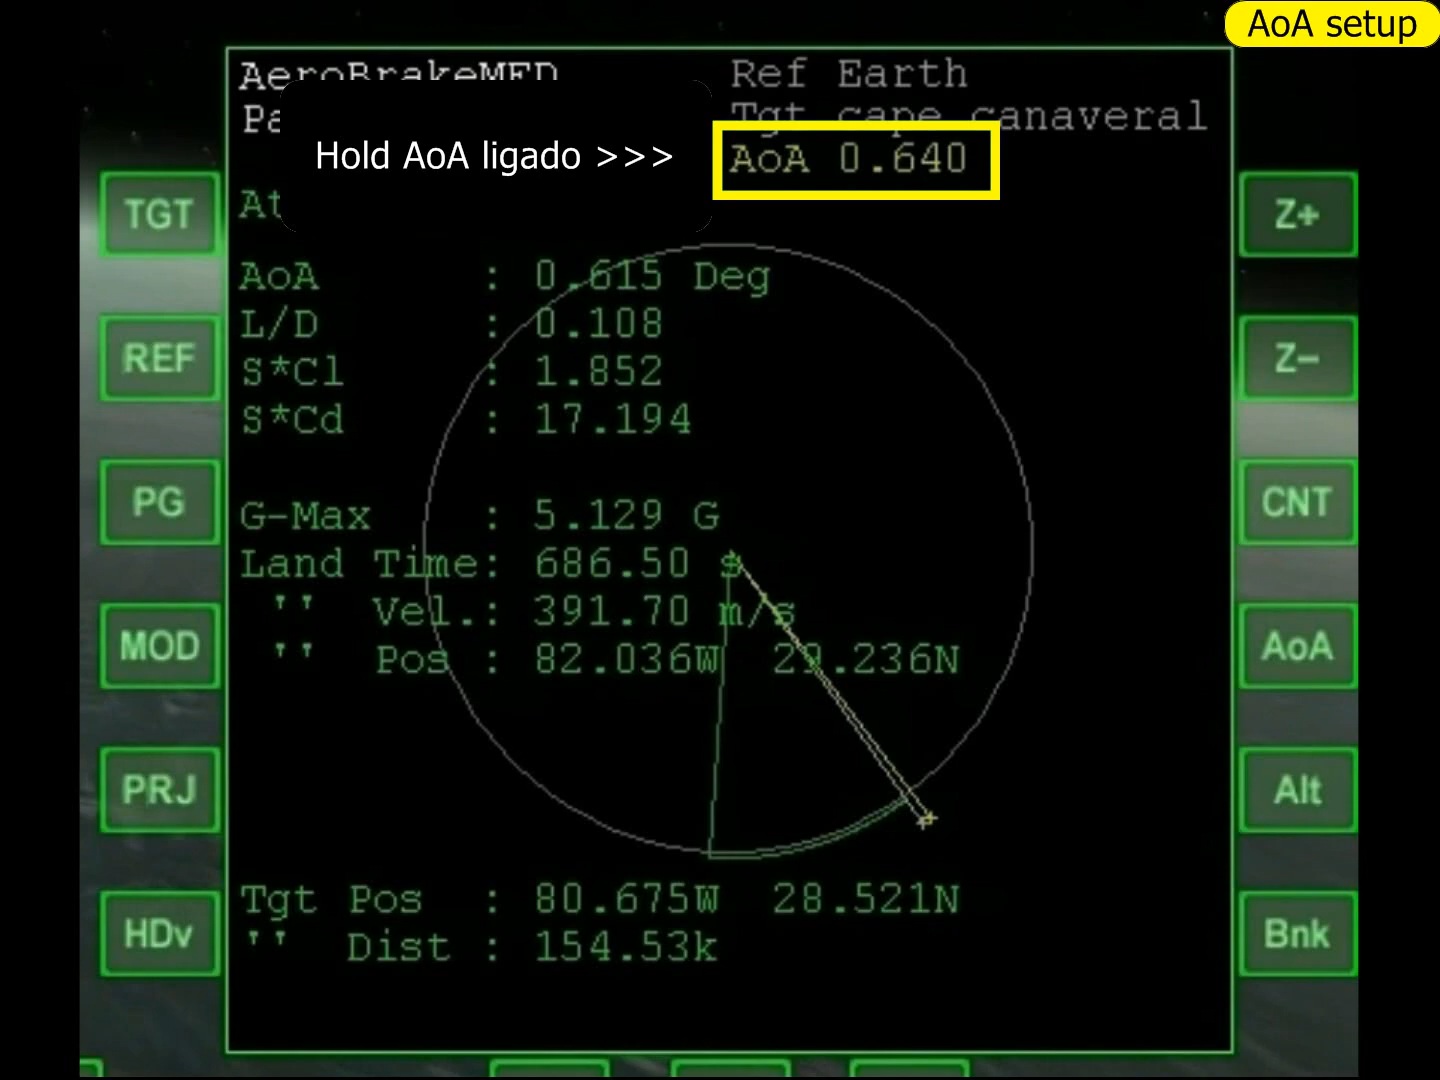 AoA setup
AeroBrakeMFD
Ref Earth
Tgt cape canaveral
Hold AoA ligado >>>
AoA 0.640
TGT
REF
PG
MOD
PRJ
HDv
AoA : 0.615 Deg
L/D : 0.108
S*Cl : 1.852
S*Cd : 17.194
G-Max : 5.129 G
Land Time: 686.50 s
'' Vel.: 391.70 m/s
'' Pos : 82.036W 29.236N
Tgt Pos : 80.675W 28.521N
'' Dist : 154.53k
Z+
Z-
CNT
AoA
Alt
Bnk